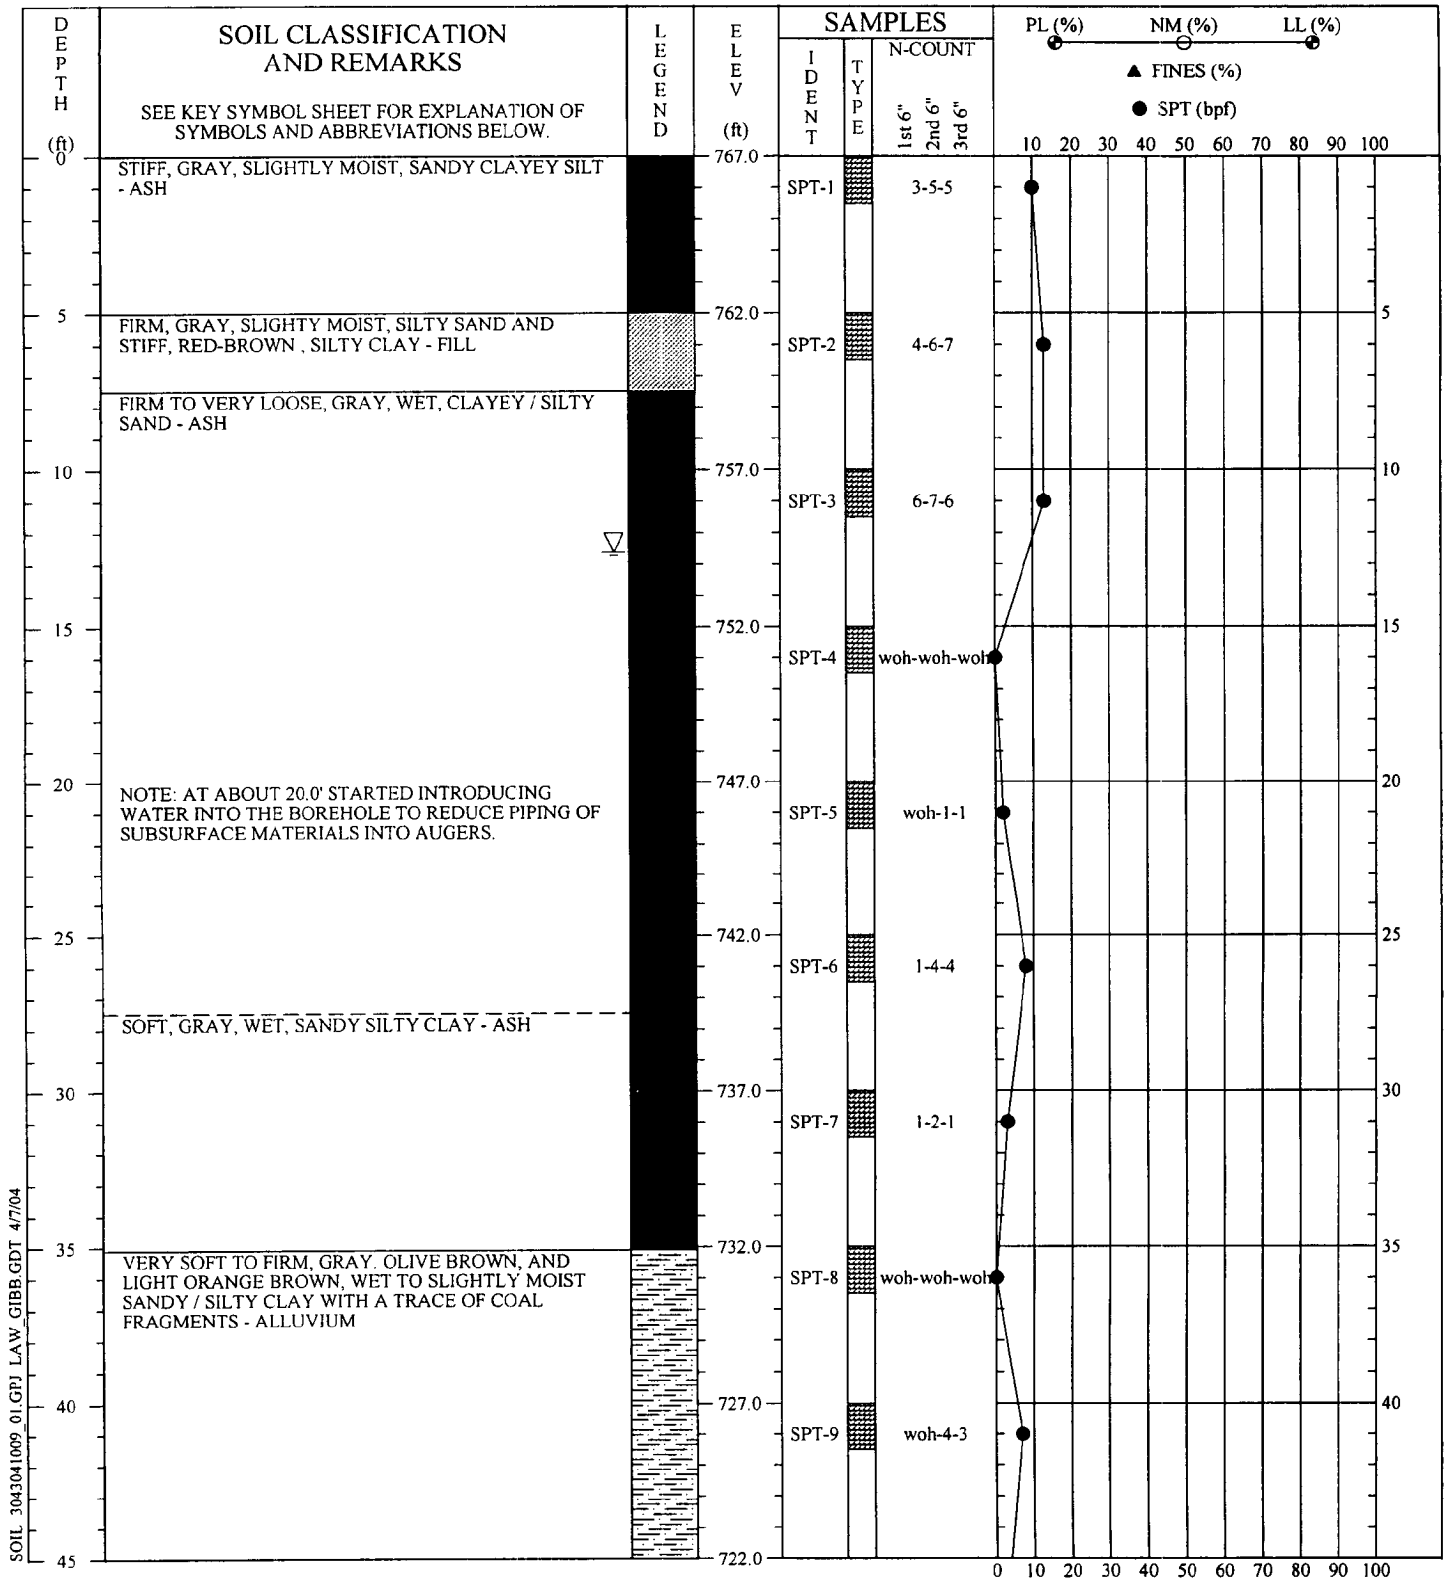 DEPTH (ft)
SOIL CLASSIFICATION
AND REMARKS
SEE KEY SYMBOL SHEET FOR EXPLANATION OF
SYMBOLS AND ABBREVIATIONS BELOW.
LEGEND
ELEV (ft)
SAMPLES
IDENT
TYPE
N-COUNT
1st 6"
2nd 6"
3rd 6"
PL (%) NM (%) LL (%)
▲ FINES (%)
● SPT (bpf)
10 20 30 40 50 60 70 80 90 100
0
STIFF, GRAY, SLIGHTLY MOIST, SANDY CLAYEY SILT
- ASH
767.0
SPT-1 3-5-5
5
FIRM, GRAY, SLIGHTY MOIST, SILTY SAND AND
STIFF, RED-BROWN , SILTY CLAY - FILL
762.0
SPT-2 4-6-7
5
FIRM TO VERY LOOSE, GRAY, WET, CLAYEY / SILTY
SAND - ASH
10
757.0
SPT-3 6-7-6
10
15
752.0
SPT-4 woh-woh-woh
15
20
NOTE: AT ABOUT 20.0' STARTED INTRODUCING
WATER INTO THE BOREHOLE TO REDUCE PIPING OF
SUBSURFACE MATERIALS INTO AUGERS.
747.0
SPT-5 woh-1-1
20
25
742.0
SPT-6 1-4-4
25
SOFT, GRAY, WET, SANDY SILTY CLAY - ASH
30
737.0
SPT-7 1-2-1
30
35
VERY SOFT TO FIRM, GRAY. OLIVE BROWN, AND
LIGHT ORANGE BROWN, WET TO SLIGHTLY MOIST
SANDY / SILTY CLAY WITH A TRACE OF COAL
FRAGMENTS - ALLUVIUM
732.0
SPT-8 woh-woh-woh
35
40
727.0
SPT-9 woh-4-3
40
45
722.0
0 10 20 30 40 50 60 70 80 90 100
SOIL 3043041009_01.GPJ LAW_GIBB.GDT 4/7/04